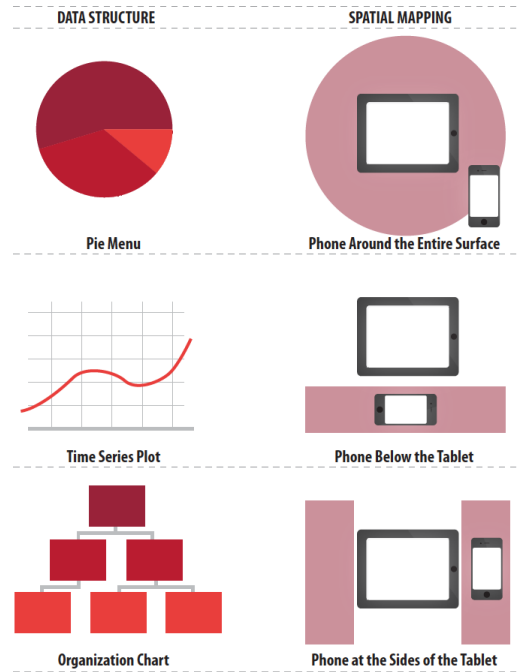 DATA STRUCTURE
SPATIAL MAPPING
Pie Menu
Phone Around the Entire Surface
Time Series Plot
Phone Below the Tablet
Organization Chart
Phone at the Sides of the Tablet